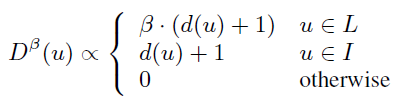 β · (d(u) + 1) u ∈ L
D^β(u) ∝ { d(u) + 1 u ∈ I
0 otherwise